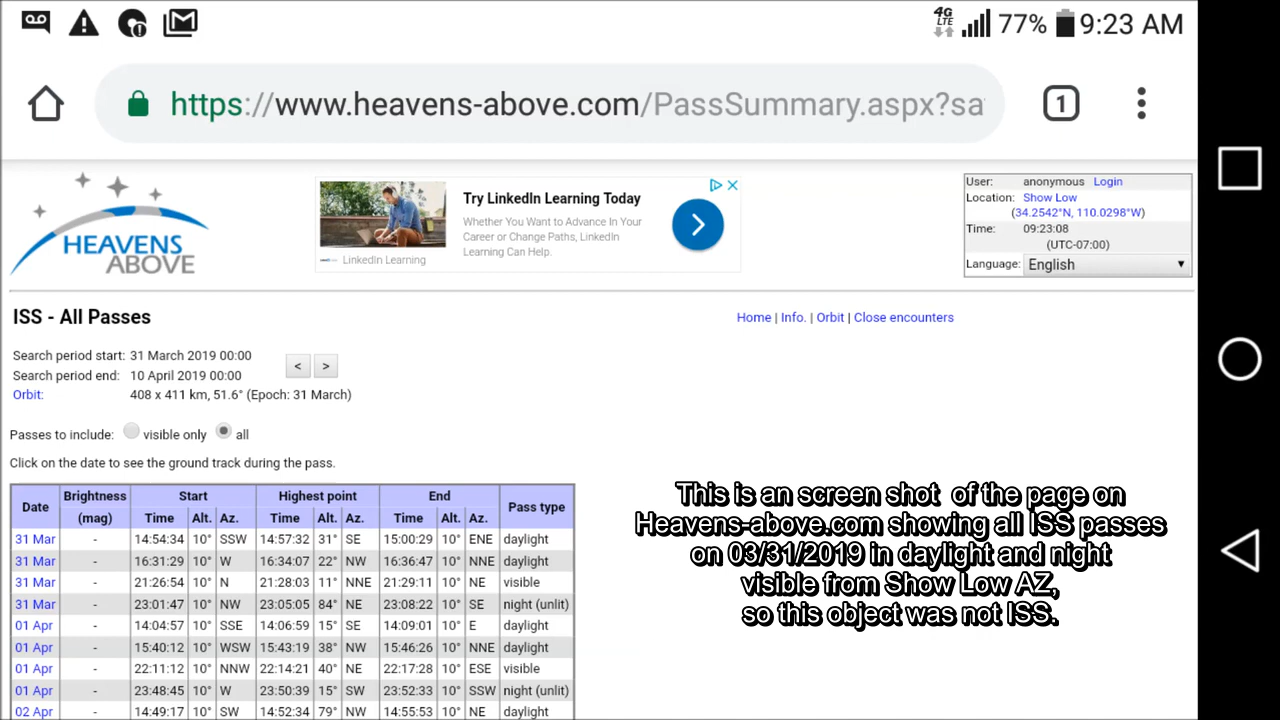 4G LTE 77% 9:23 AM
https://www.heavens-above.com/PassSummary.aspx?sa
1
HEAVENS ABOVE
Try LinkedIn Learning Today
Whether You Want to Advance In Your
Career or Change Paths, LinkedIn
Learning Can Help.
LinkedIn Learning
User: anonymous Login
Location: Show Low
(34.2542°N, 110.0298°W)
Time: 09:23:08
(UTC-07:00)
Language: English
ISS - All Passes
Home | Info. | Orbit | Close encounters
Search period start: 31 March 2019 00:00
Search period end: 10 April 2019 00:00
< >
Orbit: 408 x 411 km, 51.6° (Epoch: 31 March)
Passes to include: visible only all
Click on the date to see the ground track during the pass.
Date Brightness (mag) Start Highest point End Pass type
Time Alt. Az. Time Alt. Az. Time Alt. Az.
31 Mar - 14:54:34 10° SSW 14:57:32 31° SE 15:00:29 10° ENE daylight
31 Mar - 16:31:29 10° W 16:34:07 22° NW 16:36:47 10° NNE daylight
31 Mar - 21:26:54 10° N 21:28:03 11° NNE 21:29:11 10° NE visible
31 Mar - 23:01:47 10° NW 23:05:05 84° NE 23:08:22 10° SE night (unlit)
01 Apr - 14:04:57 10° SSE 14:06:59 15° SE 14:09:01 10° E daylight
01 Apr - 15:40:12 10° WSW 15:43:19 38° NW 15:46:26 10° NNE daylight
01 Apr - 22:11:12 10° NNW 22:14:21 40° NE 22:17:28 10° ESE visible
01 Apr - 23:48:45 10° W 23:50:39 15° SW 23:52:33 10° SSW night (unlit)
02 Apr - 14:49:17 10° SW 14:52:34 79° NW 14:55:53 10° NE daylight
This is an screen shot of the page on
Heavens-above.com showing all ISS passes
on 03/31/2019 in daylight and night
visible from Show Low AZ,
so this object was not ISS.